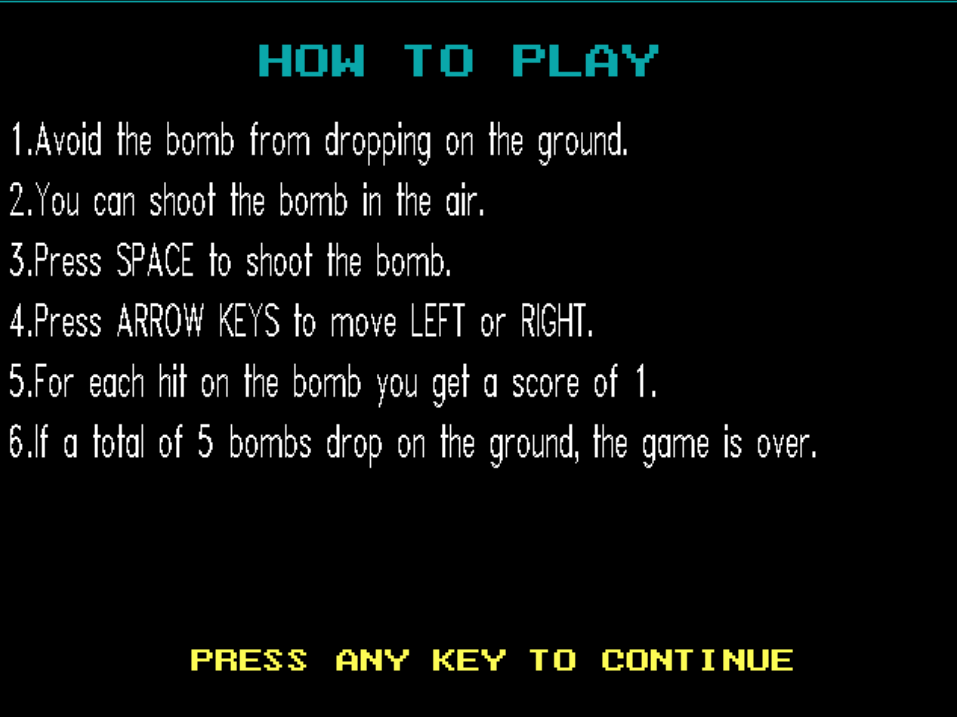 HOW TO PLAY
1.Avoid the bomb from dropping on the ground.
2.You can shoot the bomb in the air.
3.Press SPACE to shoot the bomb.
4.Press ARROW KEYS to move LEFT or RIGHT.
5.For each hit on the bomb you get a score of 1.
6.If a total of 5 bombs drop on the ground, the game is over.
PRESS ANY KEY TO CONTINUE